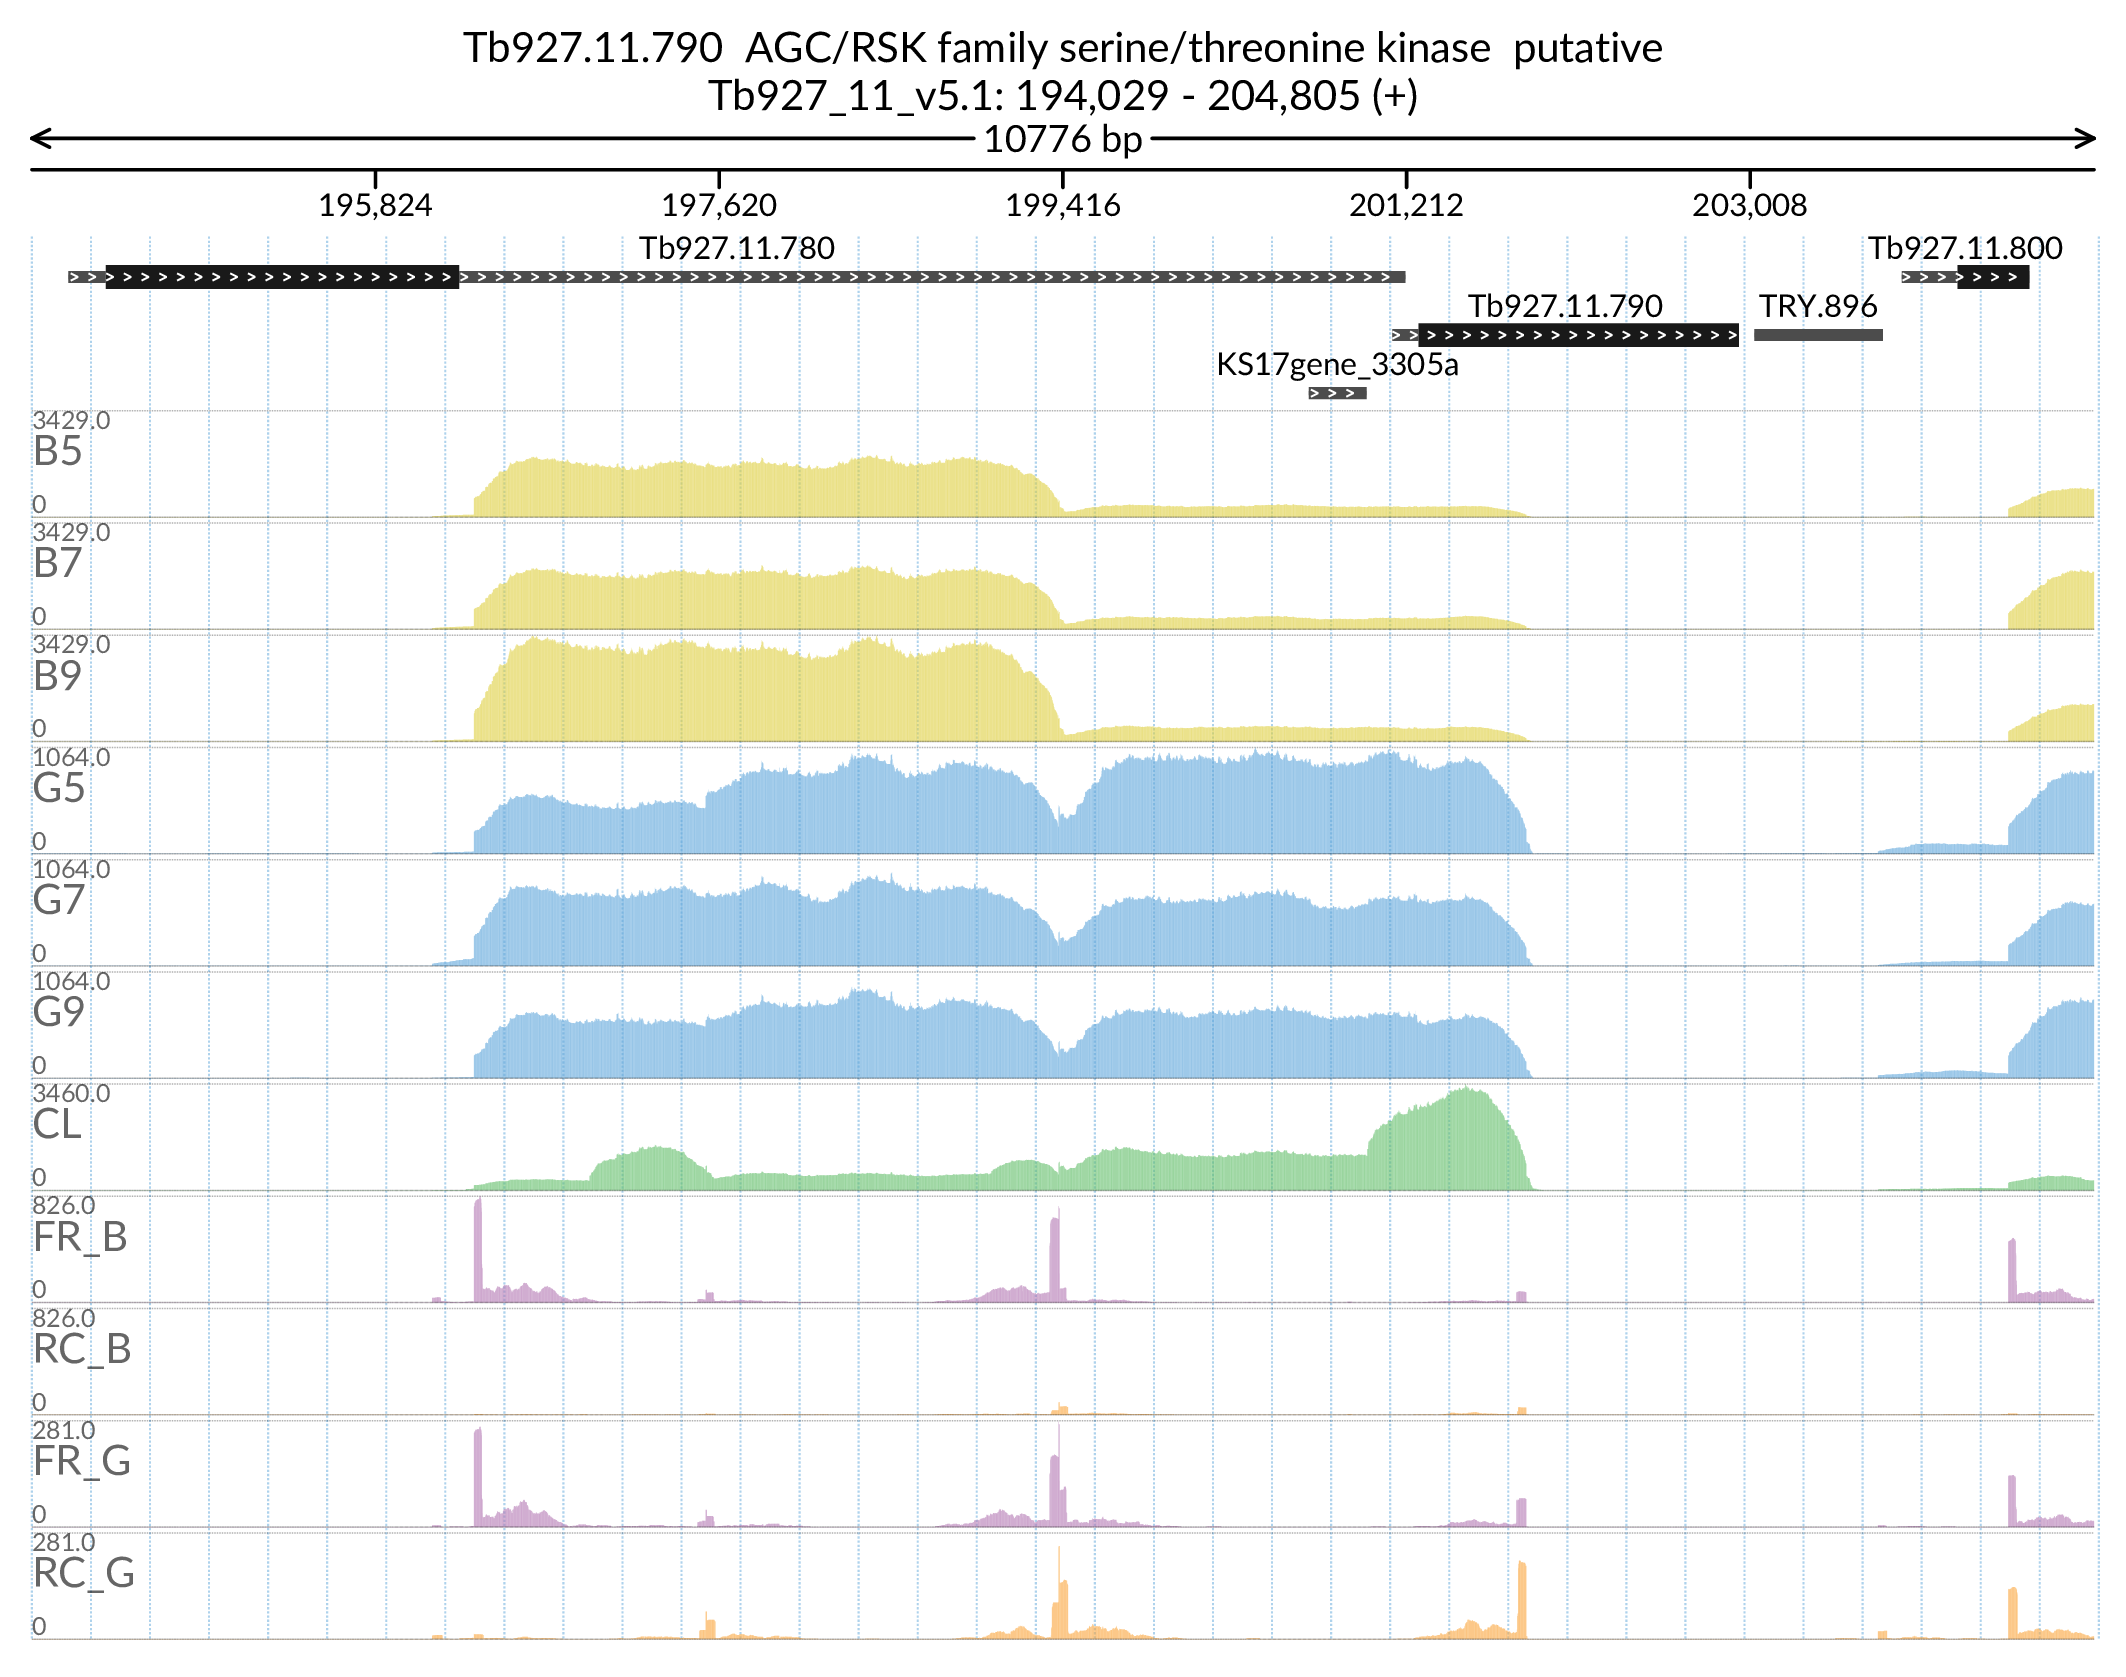 Tb927.11.790  AGC/RSK family serine/threonine kinase  putative
Tb927_11_v5.1: 194,029 - 204,805 (+)
10776 bp
195,824 197,620 199,416 201,212 203,008
Tb927.11.780 Tb927.11.800
Tb927.11.790 TRY.896
KS17gene_3305a
3429.0
B5
0
3429.0
B7
0
3429.0
B9
0
1064.0
G5
0
1064.0
G7
0
1064.0
G9
0
3460.0
CL
0
826.0
FR_B
0
826.0
RC_B
0
281.0
FR_G
0
281.0
RC_G
0